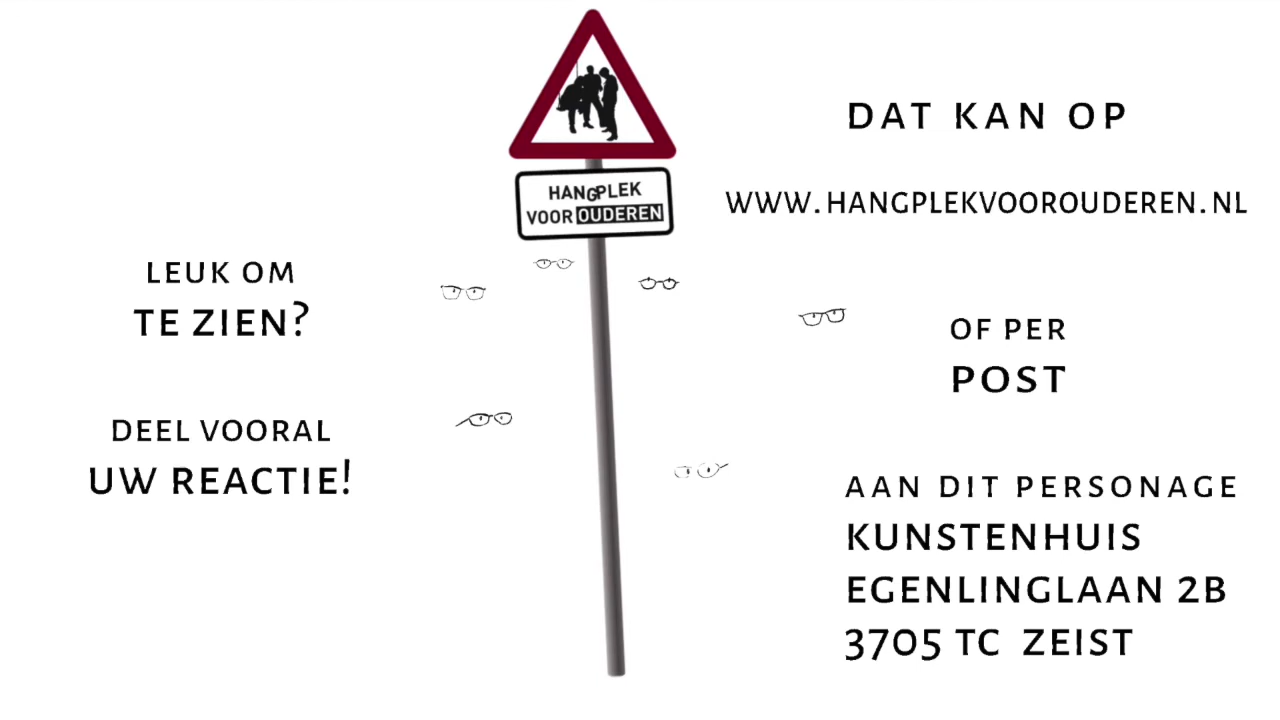 HANGPLEK
VOOR OUDEREN
LEUK OM
TE ZIEN?
DEEL VOORAL
UW REACTIE!
DAT KAN OP
WWW.HANGPLEKVOOROUDEREN.NL
OF PER
POST
AAN DIT PERSONAGE
KUNSTENHUIS
EGENLINGLAAN 2B
3705 TC ZEIST